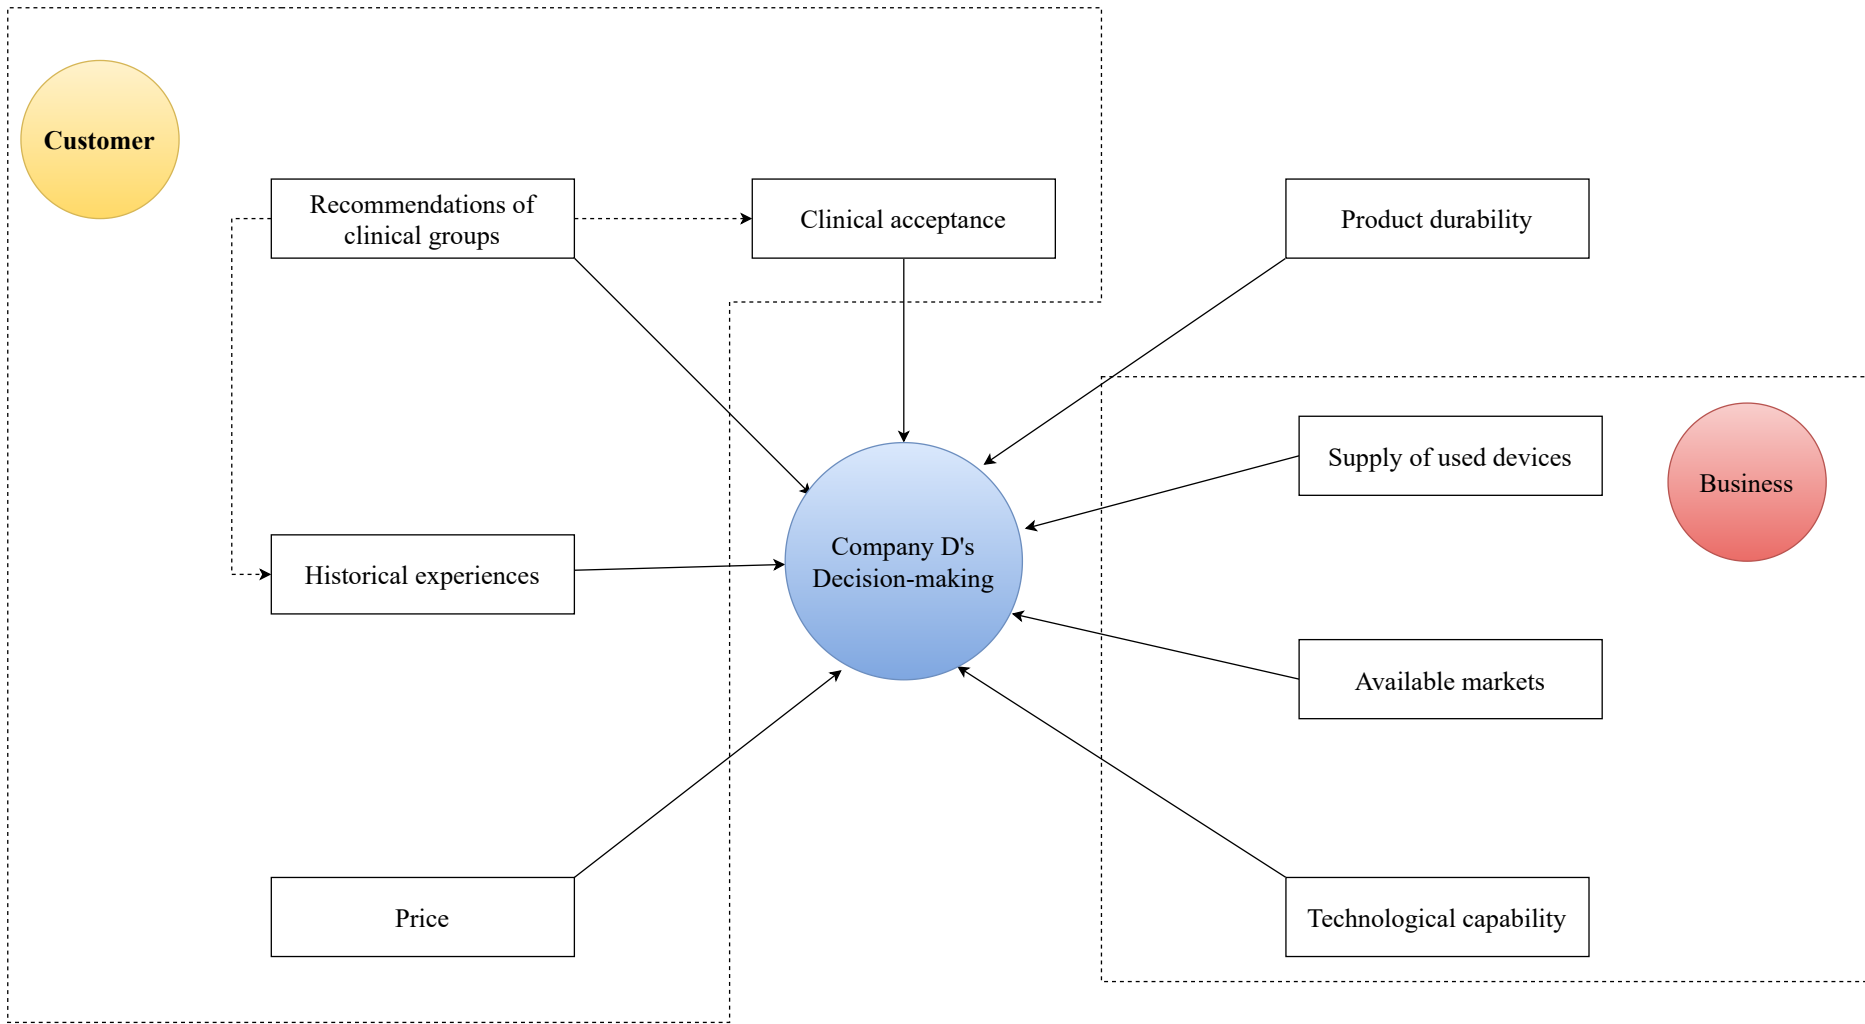 Customer
Recommendations of
clinical groups
Clinical acceptance
Product durability
Supply of used devices
Business
Company D's
Decision-making
Historical experiences
Available markets
Price
Technological capability